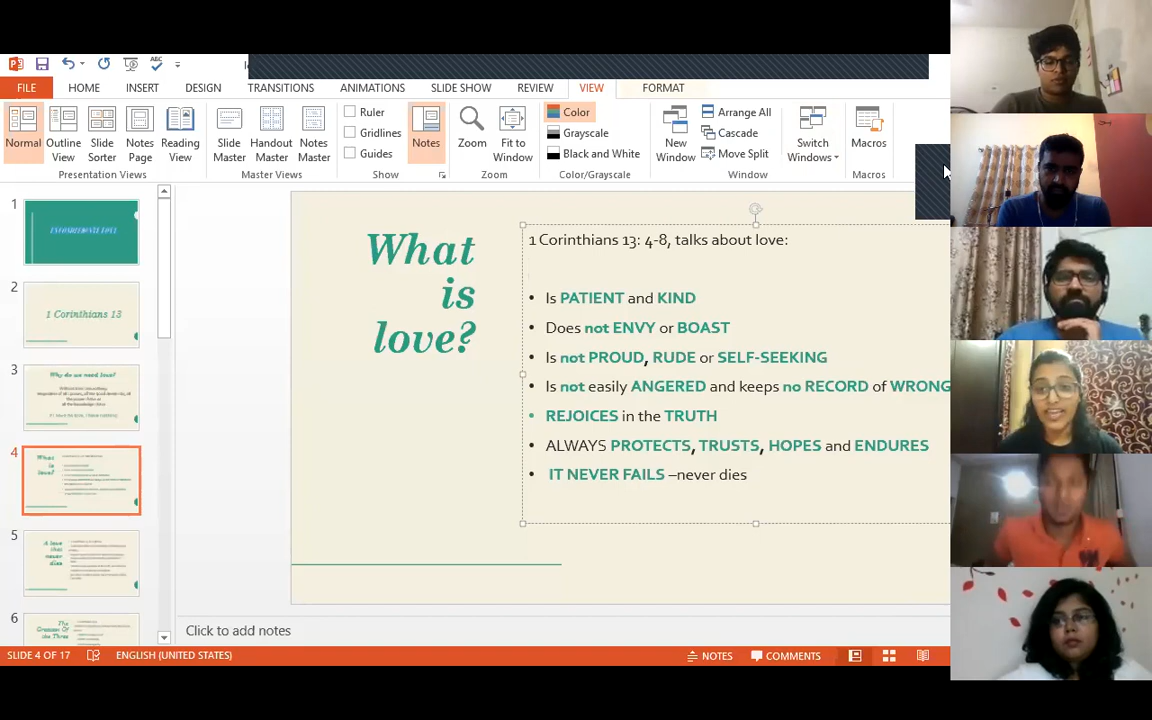 FILE HOME INSERT DESIGN TRANSITIONS ANIMATIONS SLIDE SHOW REVIEW VIEW FORMAT
Normal Outline View Slide Sorter Notes Page Reading View
Presentation Views
Slide Master Handout Master Notes Master
Master Views
Ruler
Gridlines
Guides
Show
Notes
Zoom Fit to Window
Zoom
Color
Grayscale
Black and White
Color/Grayscale
New Window
Arrange All
Cascade
Move Split
Switch Windows
Window
Macros
Macros
1
2
1 Corinthians 13
3
Why do we need love?
4
What is love?
5
A love that never dies
6
The Greatest Of the Three
What
is
love?
1 Corinthians 13: 4-8, talks about love:
• Is PATIENT and KIND
• Does not ENVY or BOAST
• Is not PROUD, RUDE or SELF-SEEKING
• Is not easily ANGERED and keeps no RECORD of WRONG
• REJOICES in the TRUTH
• ALWAYS PROTECTS, TRUSTS, HOPES and ENDURES
• IT NEVER FAILS –never dies
Click to add notes
SLIDE 4 OF 17 ENGLISH (UNITED STATES) NOTES COMMENTS